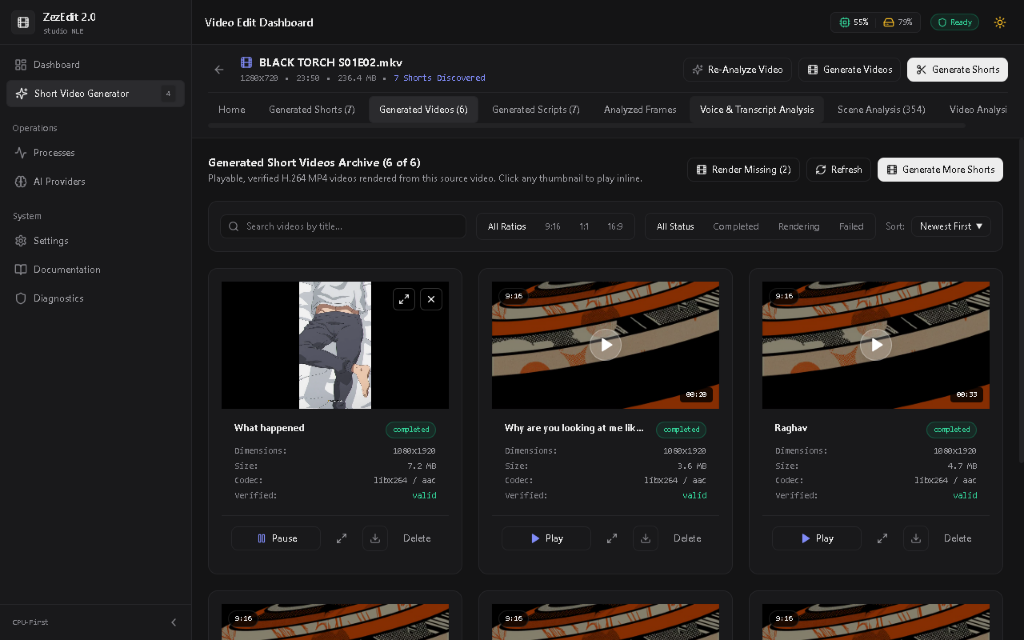 ZezEdit 2.0
Studio NLE
Video Edit Dashboard
55%
79%
Ready
Dashboard
Short Video Generator
4
Operations
Processes
AI Providers
System
Settings
Documentation
Diagnostics
CPU-First
BLACK TORCH S01E02.mkv
1280x720 • 23:50 • 236.4 MB • 7 Shorts Discovered
Re-Analyze Video
Generate Videos
Generate Shorts
Home
Generated Shorts (7)
Generated Videos (6)
Generated Scripts (7)
Analyzed Frames
Voice & Transcript Analysis
Scene Analysis (354)
Video Analysi
Generated Short Videos Archive (6 of 6)
Playable, verified H.264 MP4 videos rendered from this source video. Click any thumbnail to play inline.
Render Missing (2)
Refresh
Generate More Shorts
Search videos by title...
All Ratios
9:16
1:1
16:9
All Status
Completed
Rendering
Failed
Sort:
Newest First ▼
What happened
completed
Dimensions: 1080x1920
Size: 7.2 MB
Codec: libx264 / aac
Verified: valid
Pause
Delete
9:16
00:20
Why are you looking at me lik...
completed
Dimensions: 1080x1920
Size: 3.6 MB
Codec: libx264 / aac
Verified: valid
Play
Delete
9:16
00:33
Raghav
completed
Dimensions: 1080x1920
Size: 4.7 MB
Codec: libx264 / aac
Verified: valid
Play
Delete
9:16
9:16
9:16